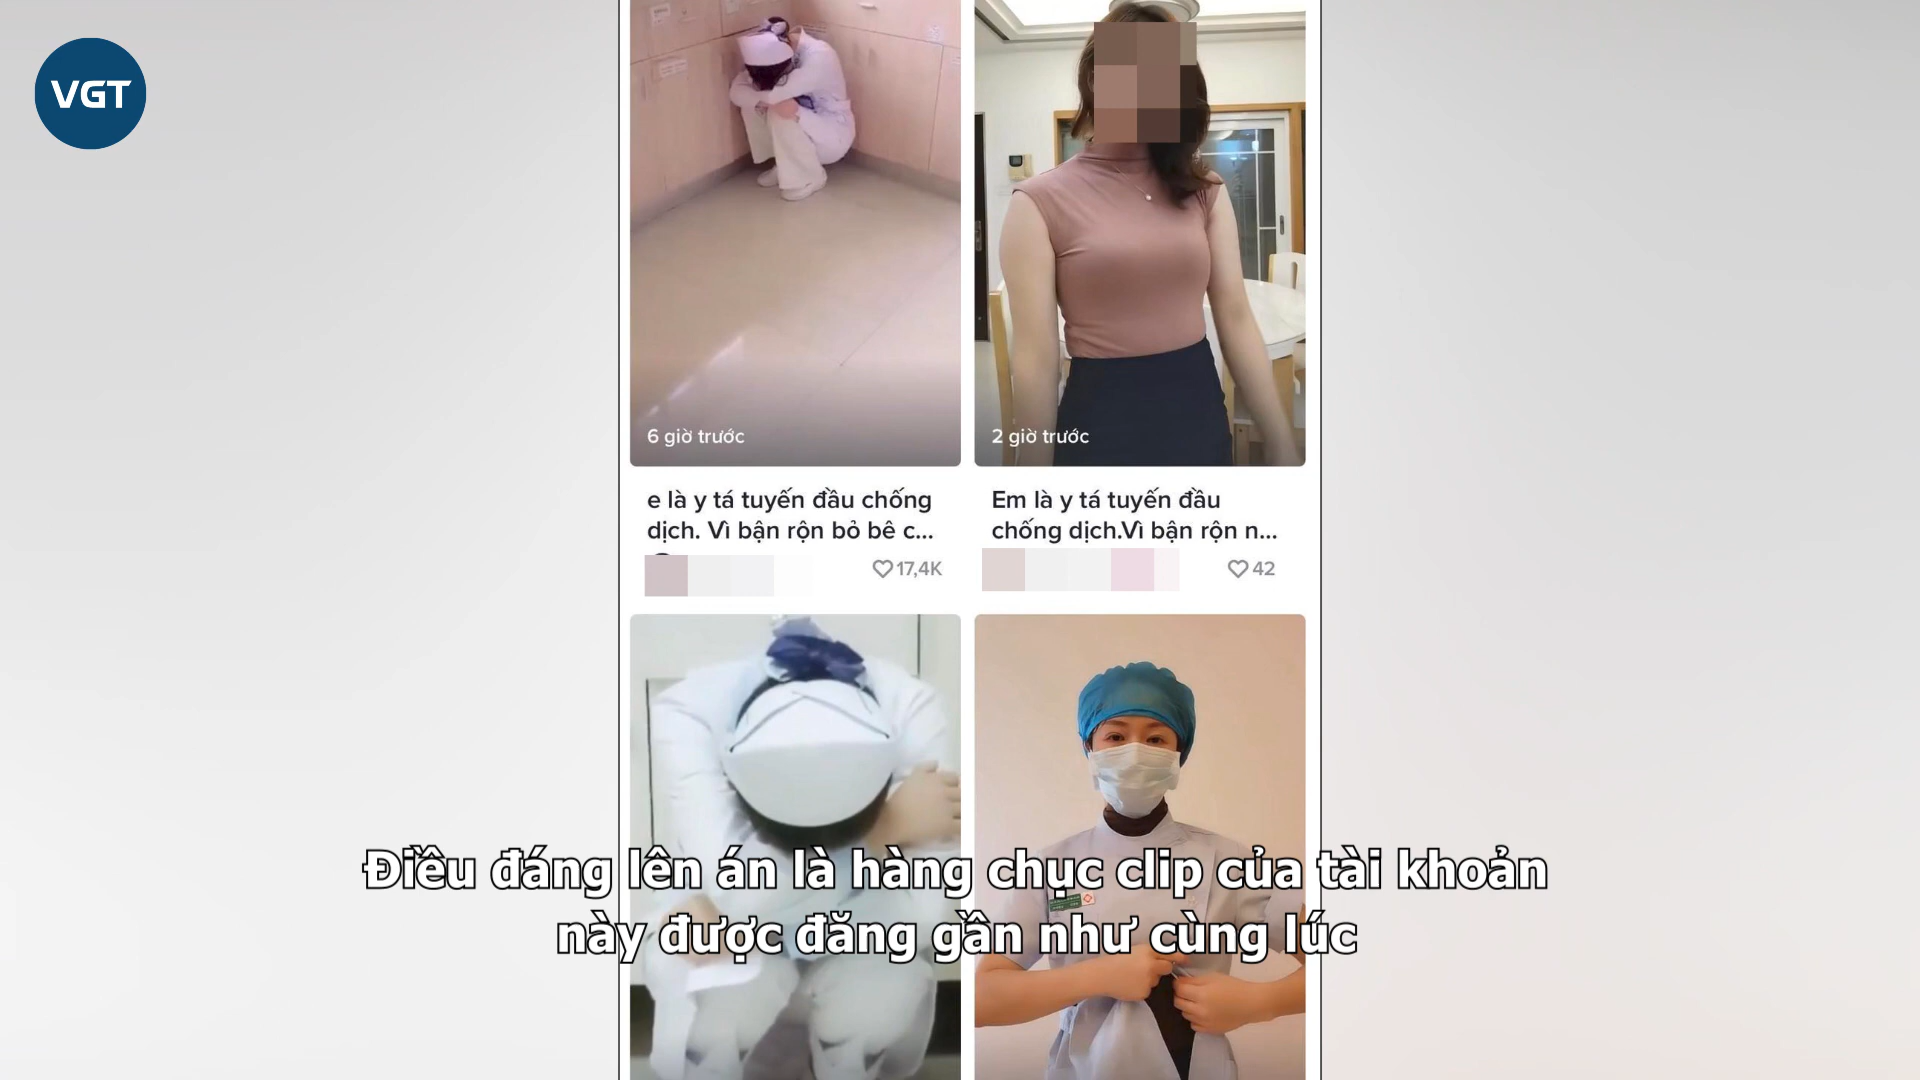 VGT
6 giờ trước
2 giờ trước
e là y tá tuyến đầu chống
dịch. Vì bận rộn bỏ bê c...
17,4K
Em là y tá tuyến đầu
chống dịch.Vì bận rộn n...
42
Điều đáng lên án là hàng chục clip của tài khoản
này được đăng gần như cùng lúc